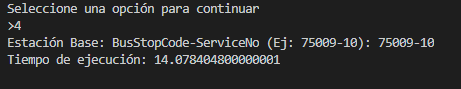 Seleccione una opción para continuar
>4
Estación Base: BusStopCode-ServiceNo (Ej: 75009-10): 75009-10
Tiempo de ejecución: 14.078404800000001